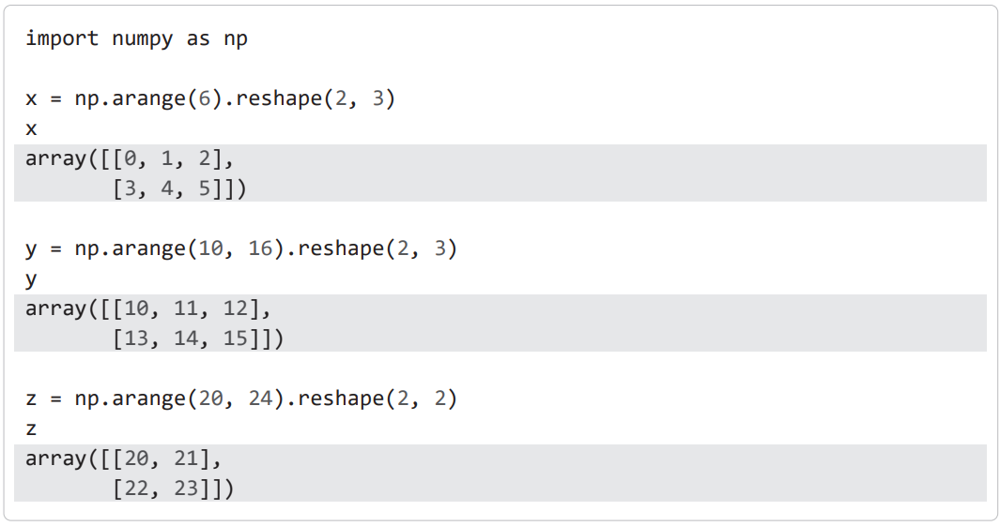 import numpy as np
x = np.arange(6).reshape(2, 3)
x
array([[0, 1, 2],
       [3, 4, 5]])
y = np.arange(10, 16).reshape(2, 3)
y
array([[10, 11, 12],
       [13, 14, 15]])
z = np.arange(20, 24).reshape(2, 2)
z
array([[20, 21],
       [22, 23]])